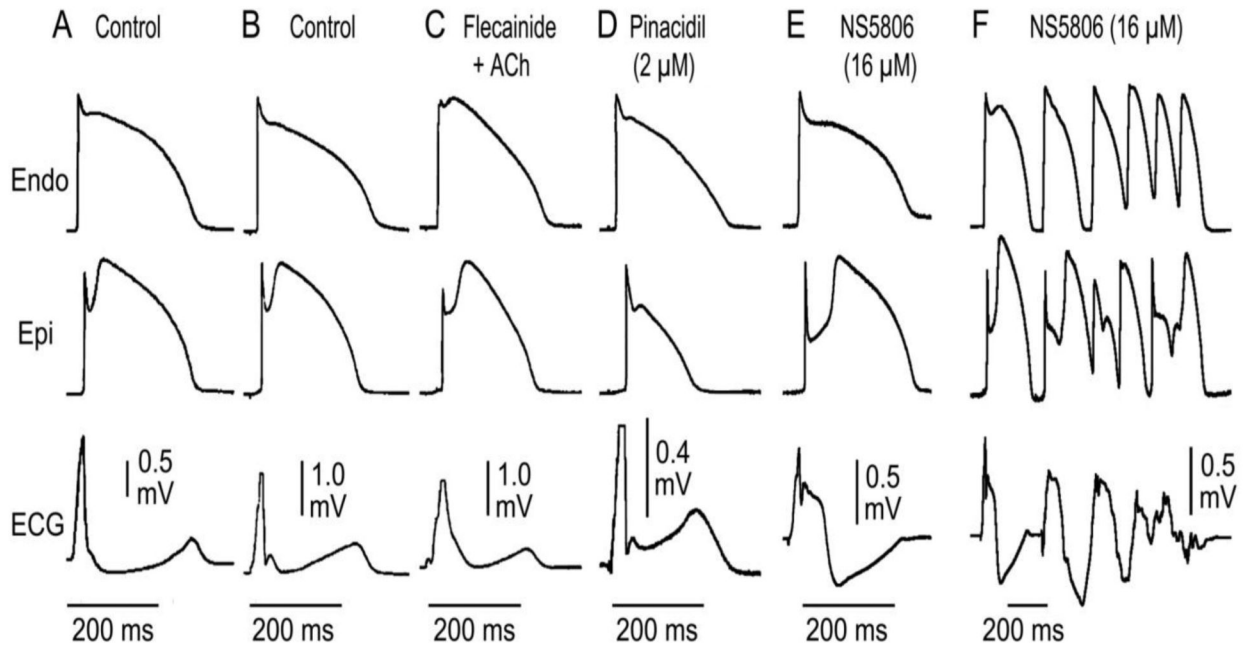 A Control
B Control
C Flecainide
+ ACh
D Pinacidil
(2 µM)
E NS5806
(16 µM)
F NS5806 (16 µM)
Endo
Epi
ECG
0.5
mV
1.0
mV
1.0
mV
0.4
mV
0.5
mV
0.5
mV
200 ms
200 ms
200 ms
200 ms
200 ms
200 ms